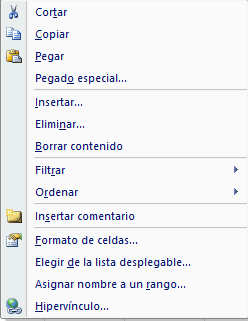 Cortar
Copiar
Pegar
Pegado especial...
Insertar...
Eliminar...
Borrar contenido
Filtrar
Ordenar
Insertar comentario
Formato de celdas...
Elegir de la lista desplegable...
Asignar nombre a un rango...
Hipervínculo...